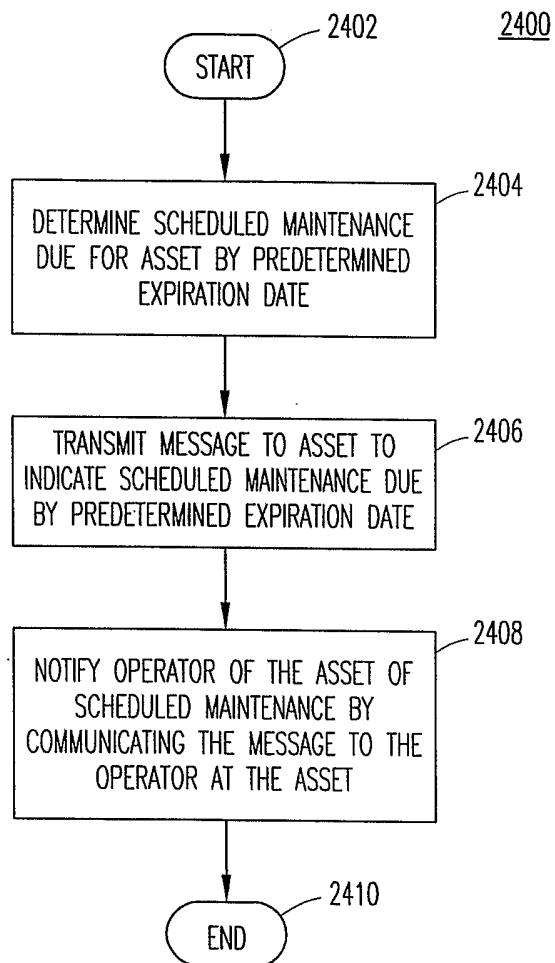 2400
2402
START
2404
DETERMINE SCHEDULED MAINTENANCE
DUE FOR ASSET BY PREDETERMINED
EXPIRATION DATE
2406
TRANSMIT MESSAGE TO ASSET TO
INDICATE SCHEDULED MAINTENANCE DUE
BY PREDETERMINED EXPIRATION DATE
2408
NOTIFY OPERATOR OF THE ASSET OF
SCHEDULED MAINTENANCE BY
COMMUNICATING THE MESSAGE TO THE
OPERATOR AT THE ASSET
2410
END